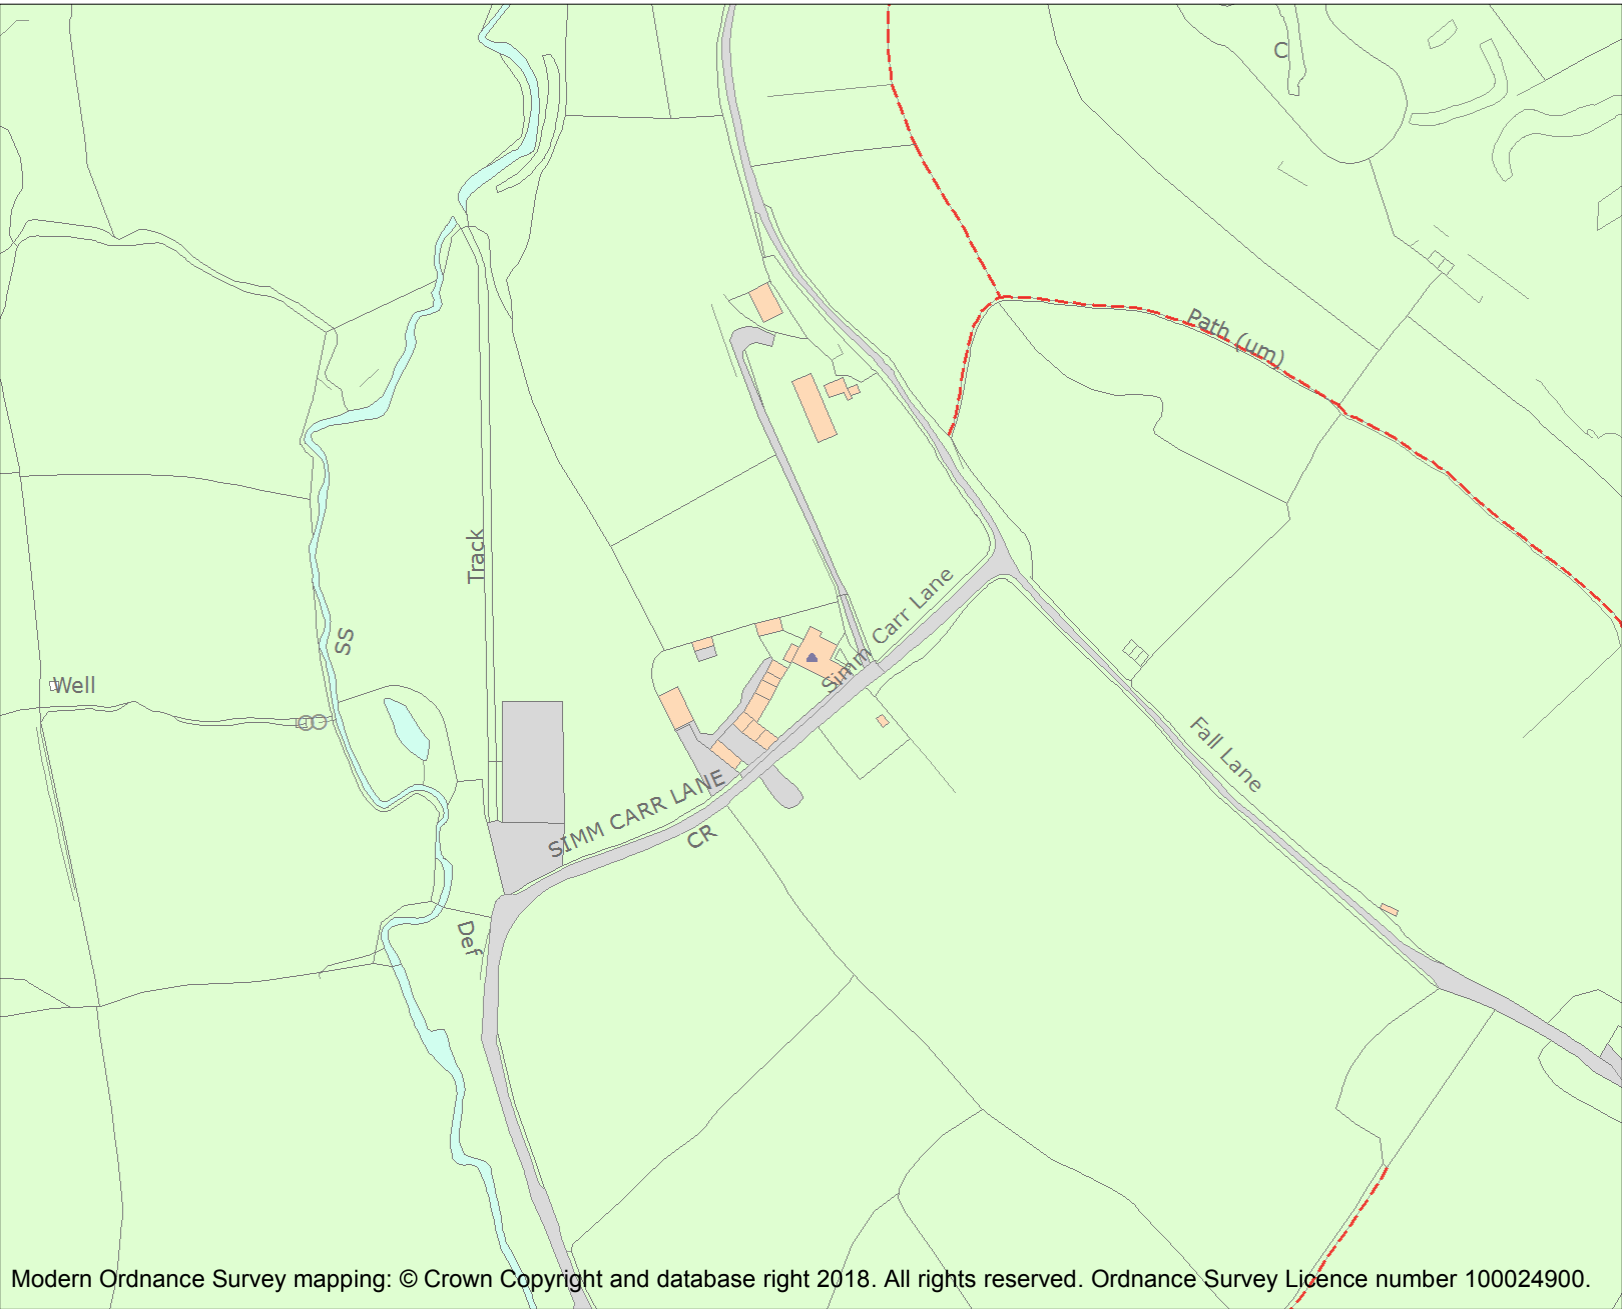 C
Path (um)
Track
Simm Carr Lane
SS
Well
Fall Lane
SIMM CARR LANE
CR
Def
Modern Ordnance Survey mapping: © Crown Copyright and database right 2018. All rights reserved. Ordnance Survey Licence number 100024900.